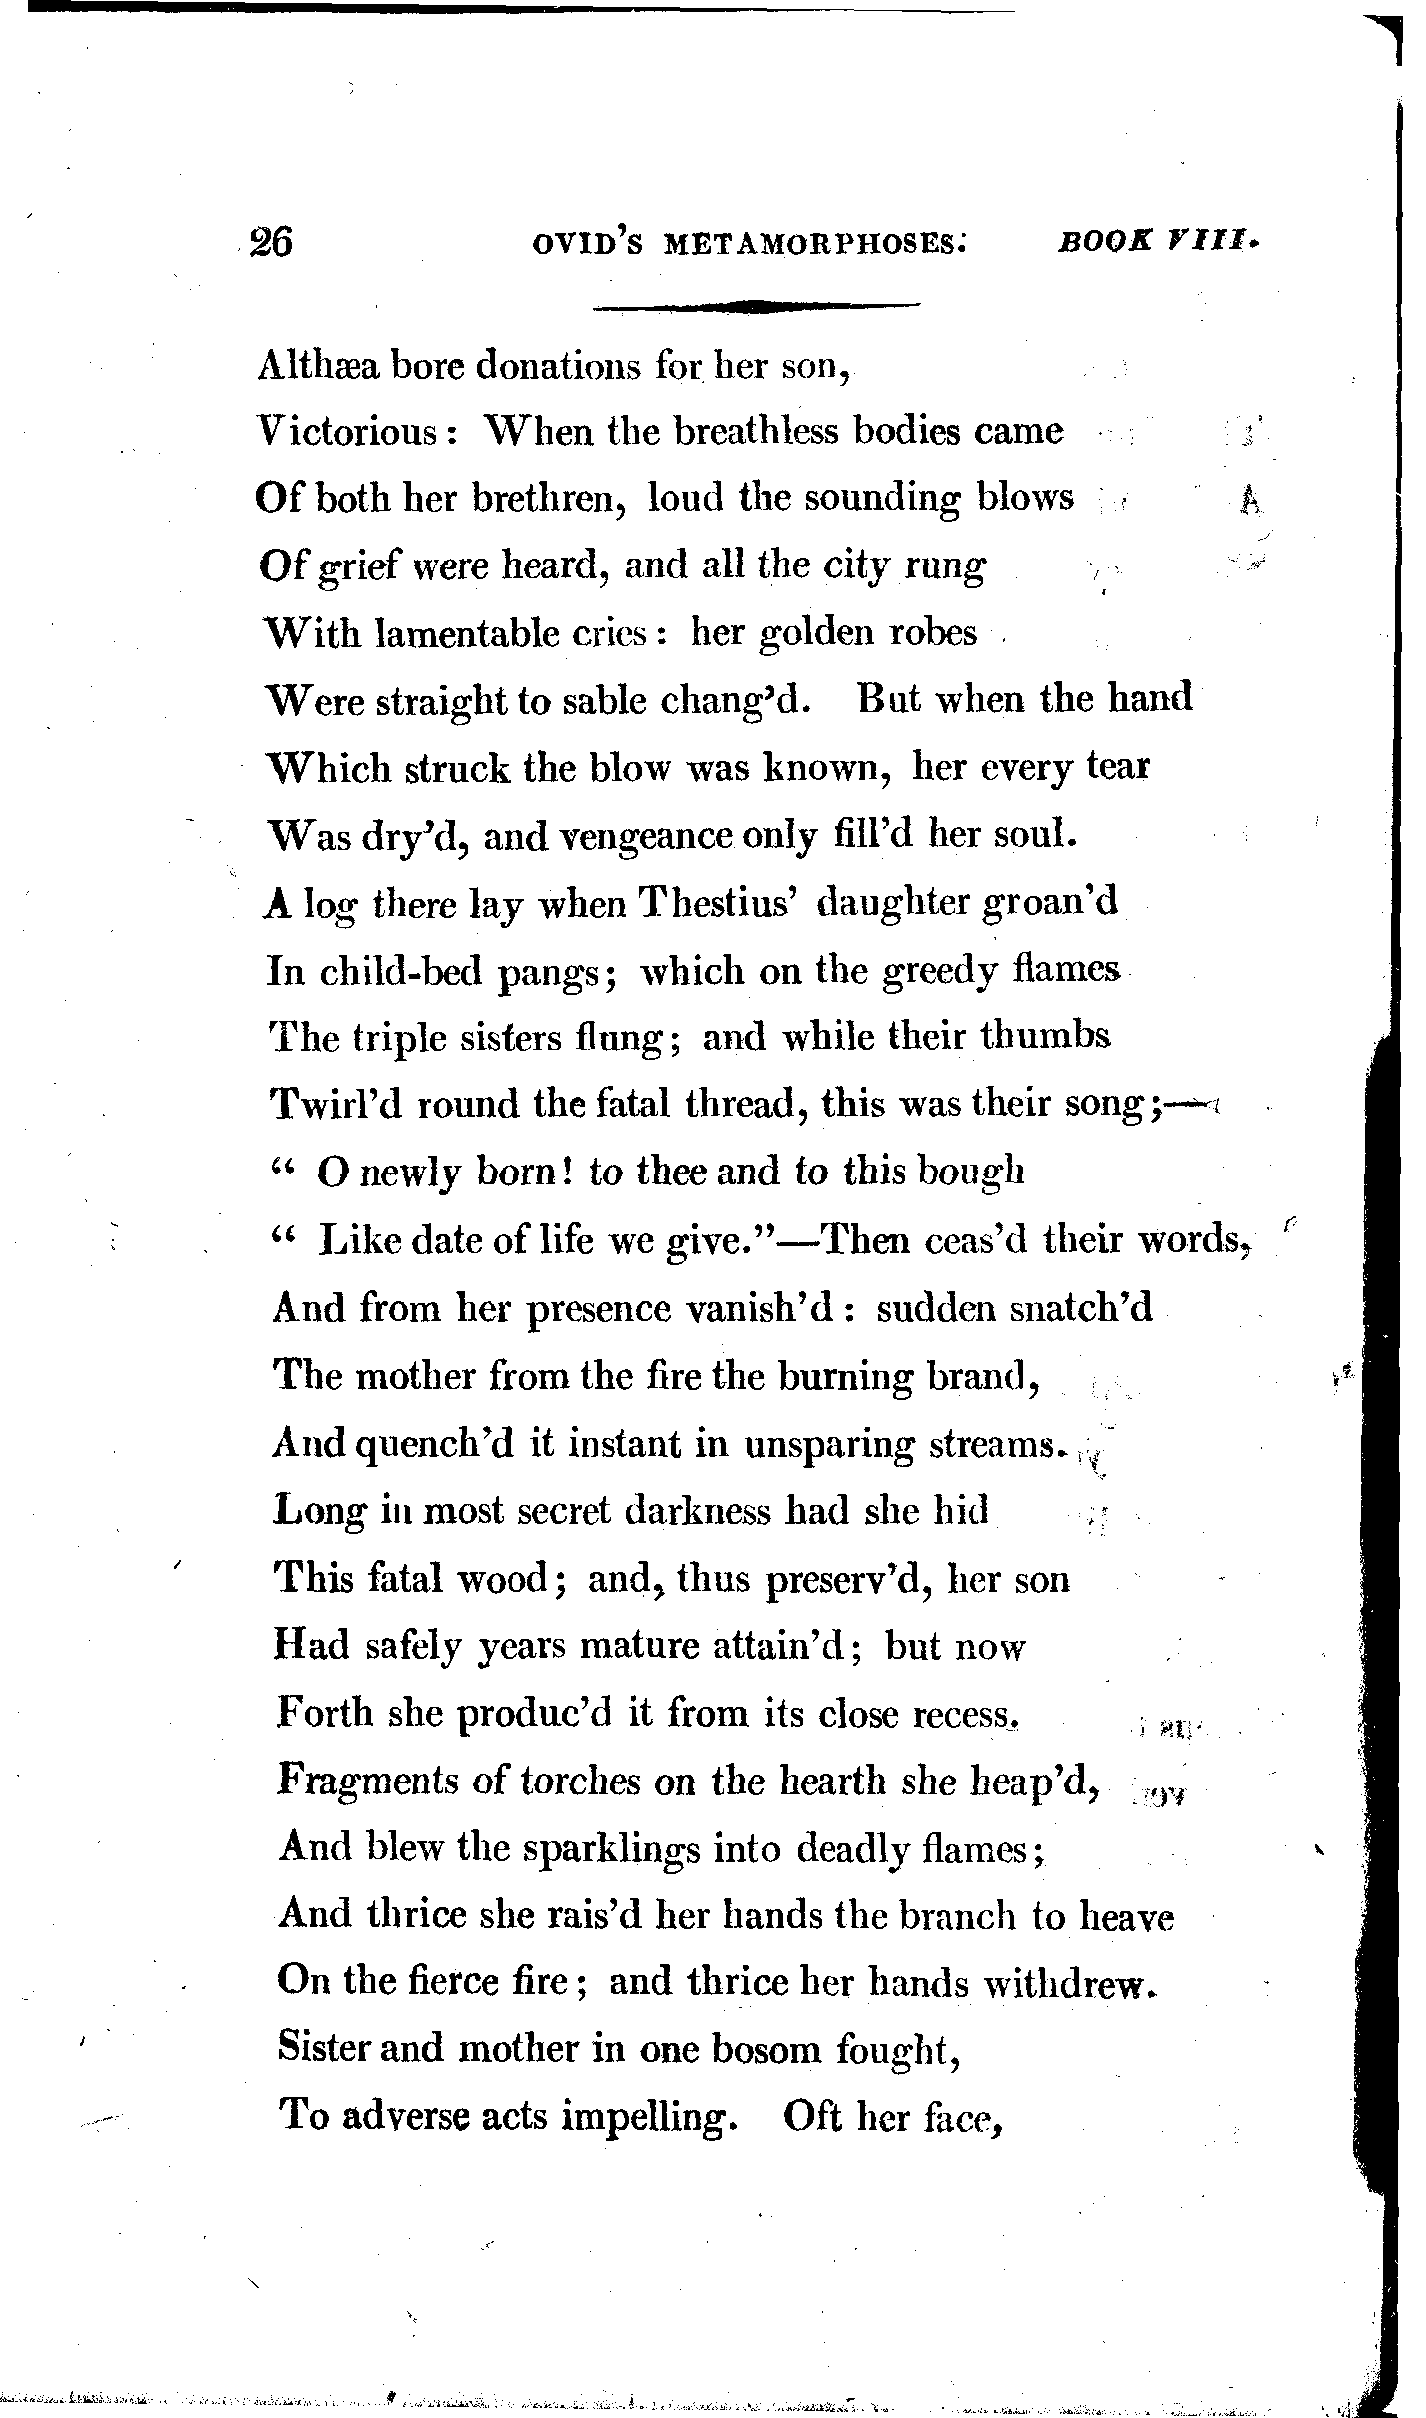 26 OVID'S METAMORPHOSES. BOOK VIII.
Althæa bore donations for her son,
Victorious: When the breathless bodies came
Of both her brethren, loud the sounding blows
Of grief were heard, and all the city rung
With lamentable cries: her golden robes
Were straight to sable chang'd. But when the hand
Which struck the blow was known, her every tear
Was dry'd, and vengeance only fill'd her soul.
A log there lay when Thestius' daughter groan'd
In child-bed pangs; which on the greedy flames
The triple sisters flung; and while their thumbs
Twirl'd round the fatal thread, this was their song;—
“ O newly born! to thee and to this bough
“ Like date of life we give.”—Then ceas'd their words,
And from her presence vanish'd: sudden snatch'd
The mother from the fire the burning brand,
And quench'd it instant in unsparing streams.
Long in most secret darkness had she hid
This fatal wood; and, thus preserv'd, her son
Had safely years mature attain'd; but now
Forth she produc'd it from its close recess.
Fragments of torches on the hearth she heap'd,
And blew the sparklings into deadly flames;
And thrice she rais'd her hands the branch to heave
On the fierce fire; and thrice her hands withdrew.
Sister and mother in one bosom fought,
To adverse acts impelling. Oft her face,